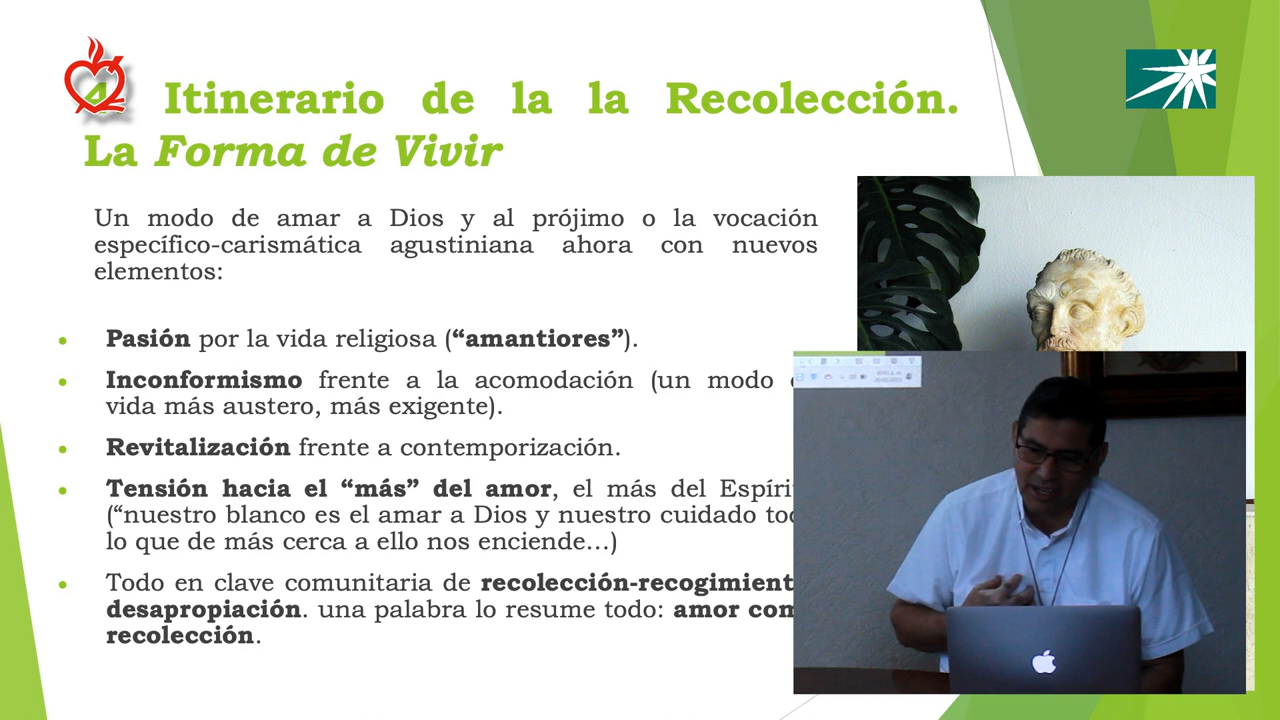 Itinerario de la la Recolección.
La Forma de Vivir
Un modo de amar a Dios y al prójimo o la vocación
específico-carismática agustiniana ahora con nuevos
elementos:
• Pasión por la vida religiosa (“amantiores”).
• Inconformismo frente a la acomodación (un modo
vida más austero, más exigente).
• Revitalización frente a contemporización.
• Tensión hacia el “más” del amor, el más del
(“nuestro blanco es el amar a Dios y nuestro cuidado
lo que de más cerca a ello nos enciende…)
• Todo en clave comunitaria de
desapropiación. una palabra lo resume todo: amor
recolección.